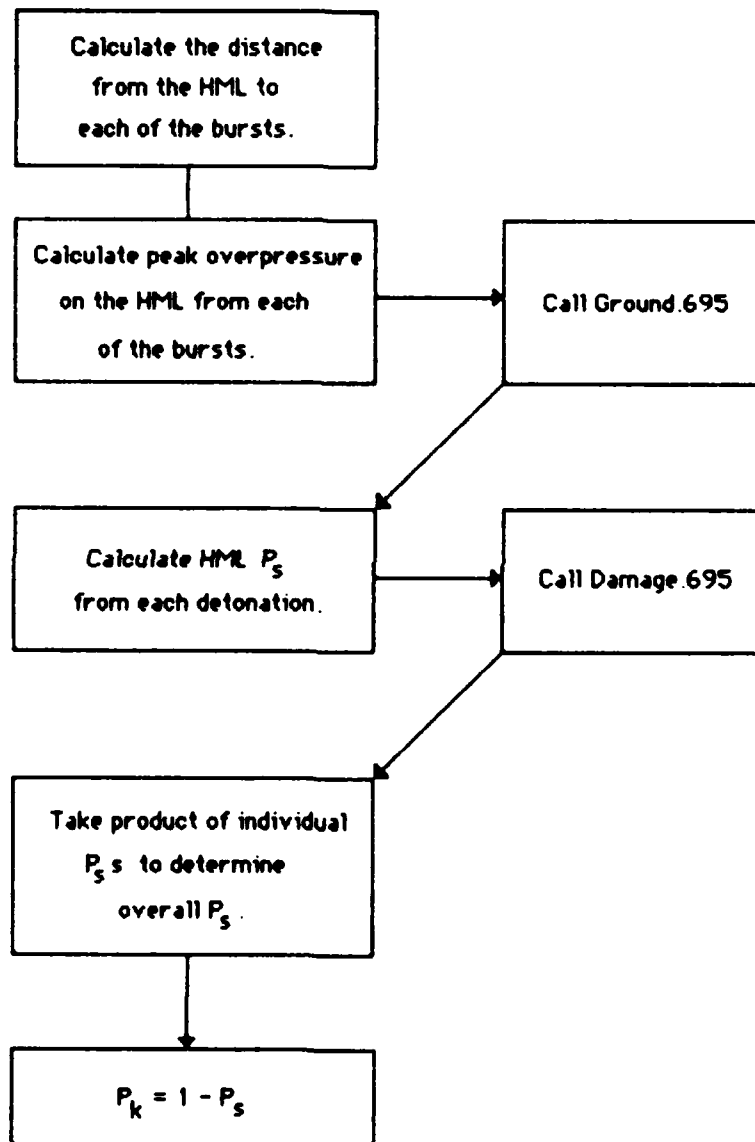 Calculate the distance
from the HML to
each of the bursts.
Calculate peak overpressure
on the HML from each
of the bursts.
Call Ground.695
Calculate HML P_s
from each detonation.
Call Damage.695
Take product of individual
P_s s to determine
overall P_s.
P_k = 1 - P_s